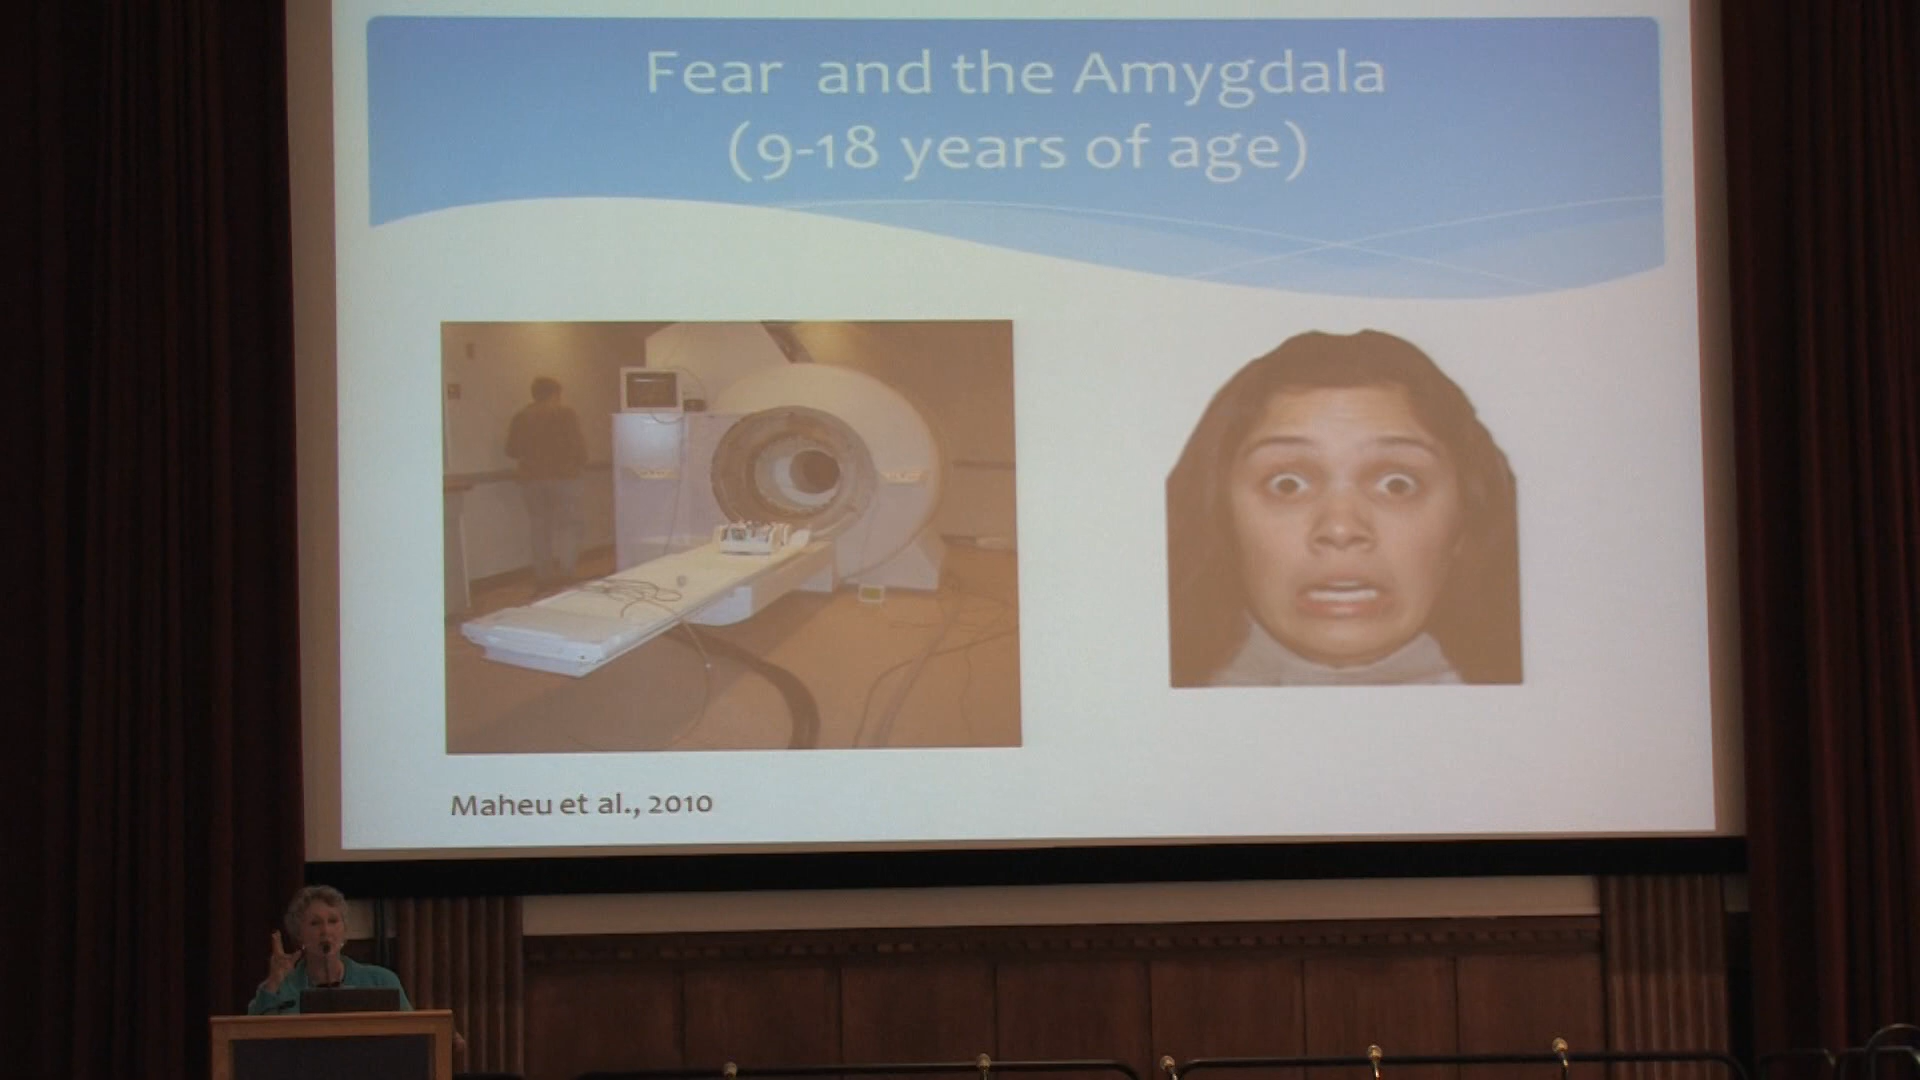 Fear and the Amygdala
(9-18 years of age)
Maheu et al., 2010